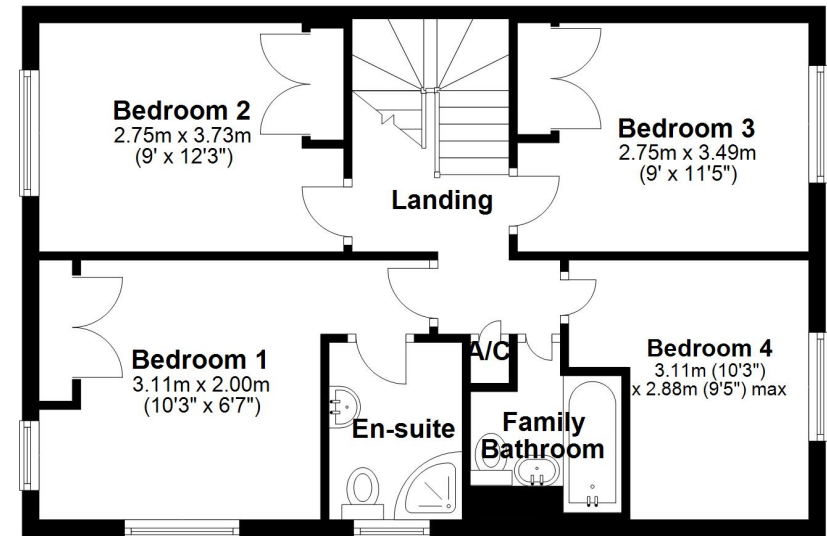 Bedroom 2
2.75m x 3.73m
(9' x 12'3")
Bedroom 3
2.75m x 3.49m
(9' x 11'5")
Landing
Bedroom 1
3.11m x 2.00m
(10'3" x 6'7")
A/C
Bedroom 4
3.11m (10'3")
x 2.88m (9'5") max
En-suite
Family
Bathroom